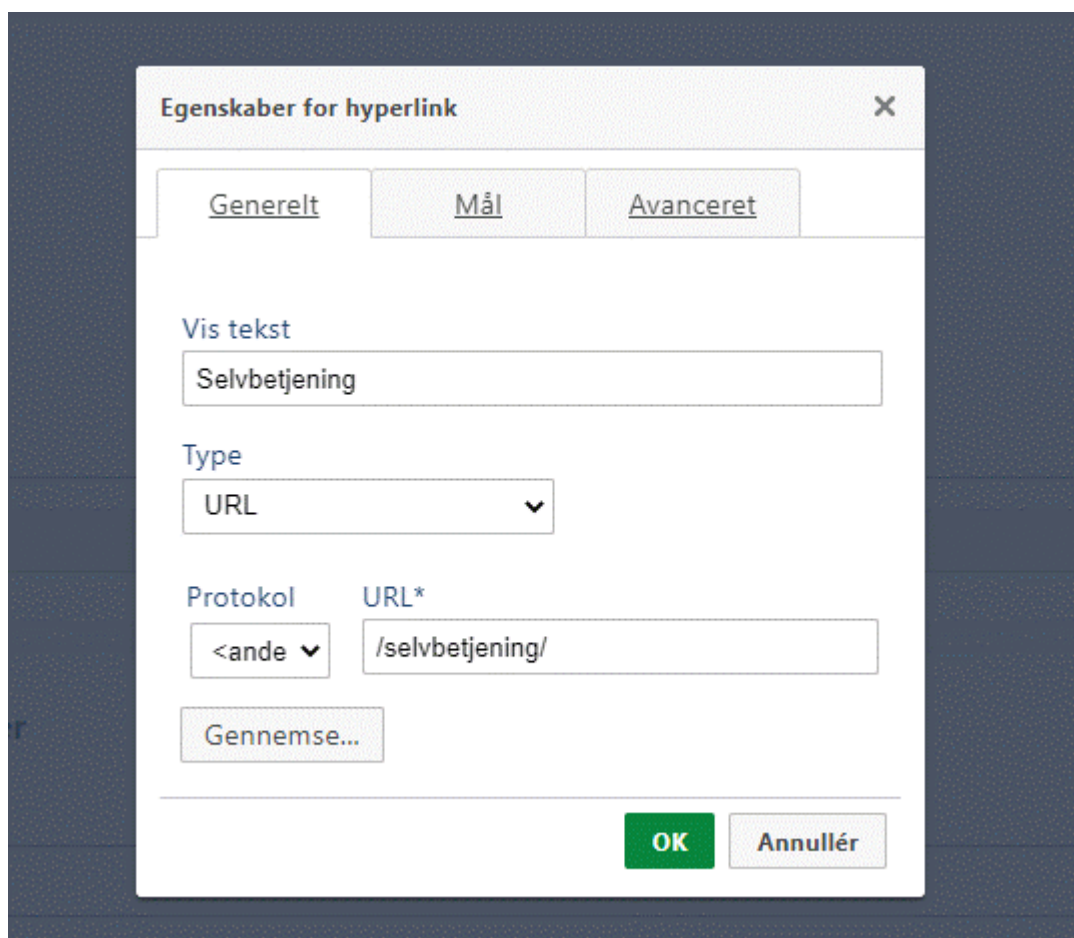 Egenskaber for hyperlink
Generelt Mål Avanceret
Vis tekst
Selvbetjening
Type
URL
Protokol URL*
<ande /selvbetjening/
Gennemse...
OK Annullér